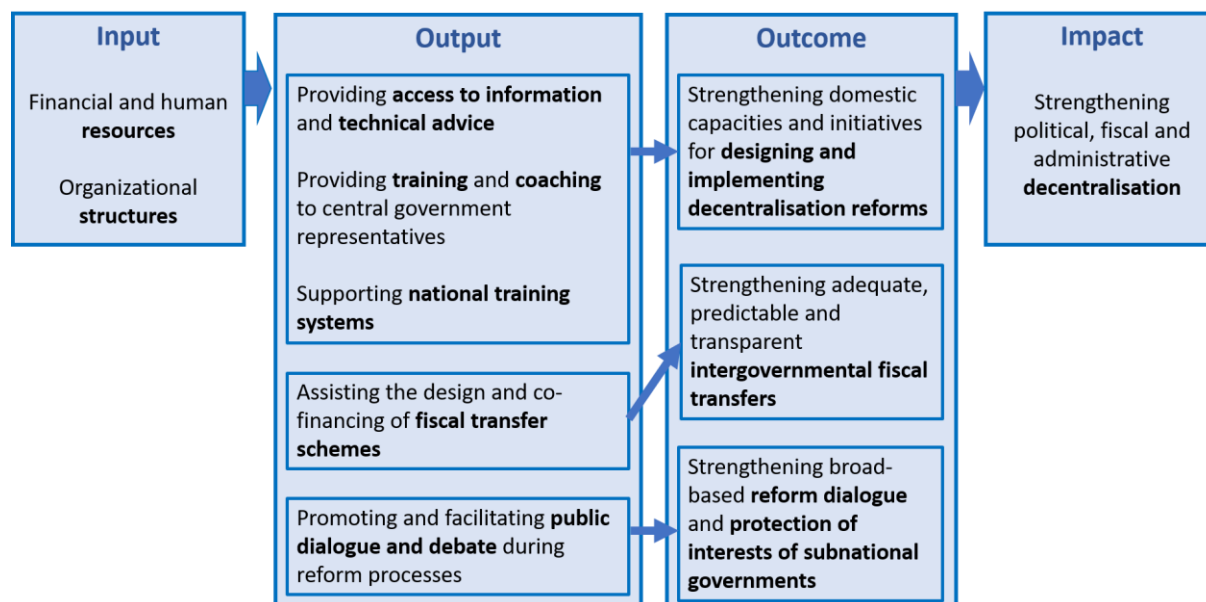 Input
Financial and human
resources
Organizational
structures
Output
Providing access to information
and technical advice
Providing training and coaching
to central government
representatives
Supporting national training
systems
Assisting the design and co-
financing of fiscal transfer
schemes
Promoting and facilitating public
dialogue and debate during
reform processes
Outcome
Strengthening domestic
capacities and initiatives
for designing and
implementing
decentralisation reforms
Strengthening adequate,
predictable and
transparent
intergovernmental fiscal
transfers
Strengthening broad-
based reform dialogue
and protection of
interests of subnational
governments
Impact
Strengthening
political, fiscal and
administrative
decentralisation